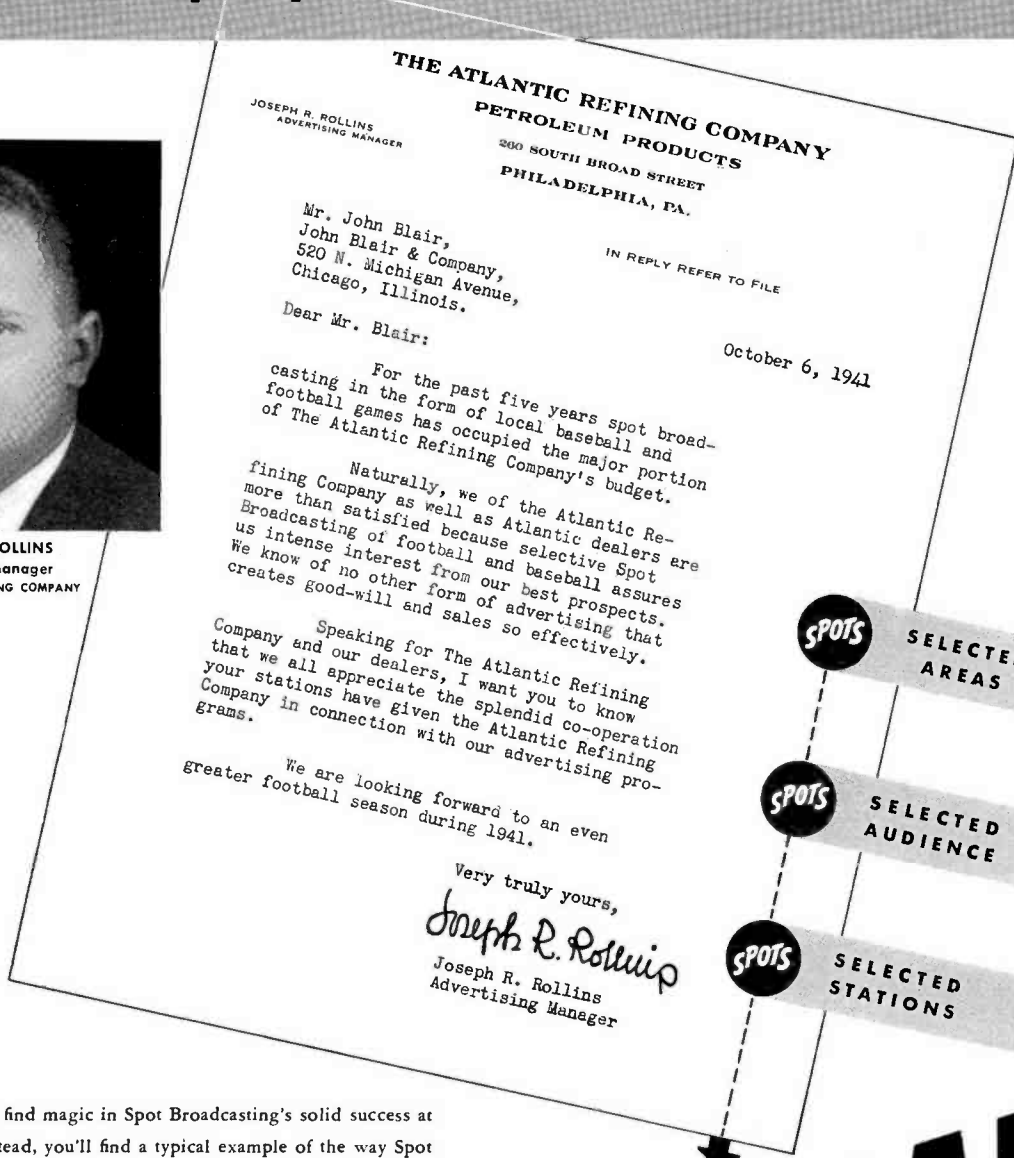 THE ATLANTIC REFINING COMPANY
PETROLEUM PRODUCTS
260 SOUTH BROAD STREET
PHILADELPHIA, PA.
JOSEPH R. ROLLINS
ADVERTISING MANAGER
IN REPLY REFER TO FILE
Mr. John Blair,
John Blair & Company,
520 N. Michigan Avenue,
Chicago, Illinois.
October 6, 1941
Dear Mr. Blair:
For the past five years spot broad-
casting in the form of local baseball and
football games has occupied the major portion
of The Atlantic Refining Company's budget.
Naturally, we of the Atlantic Re-
fining Company as well as Atlantic dealers are
more than satisfied because selective Spot
Broadcasting of football and baseball assures
us intense interest from our best prospects.
We know of no other form of advertising that
creates good-will and sales so effectively.
Speaking for The Atlantic Refining
Company and our dealers, I want you to know
that we all appreciate the splendid co-operation
your stations have given the Atlantic Refining
Company in connection with our advertising pro-
grams.
We are looking forward to an even
greater football season during 1941.
Very truly yours,
Joseph R. Rollins
Joseph R. Rollins
Advertising Manager
OLLINS
anager
NG COMPANY
SPOTS
SELECTE
AREAS
SPOTS
SELECTED
AUDIENCE
SPOTS
SELECTED
STATIONS
find magic in Spot Broadcasting's solid success at
tead, you'll find a typical example of the way Spot